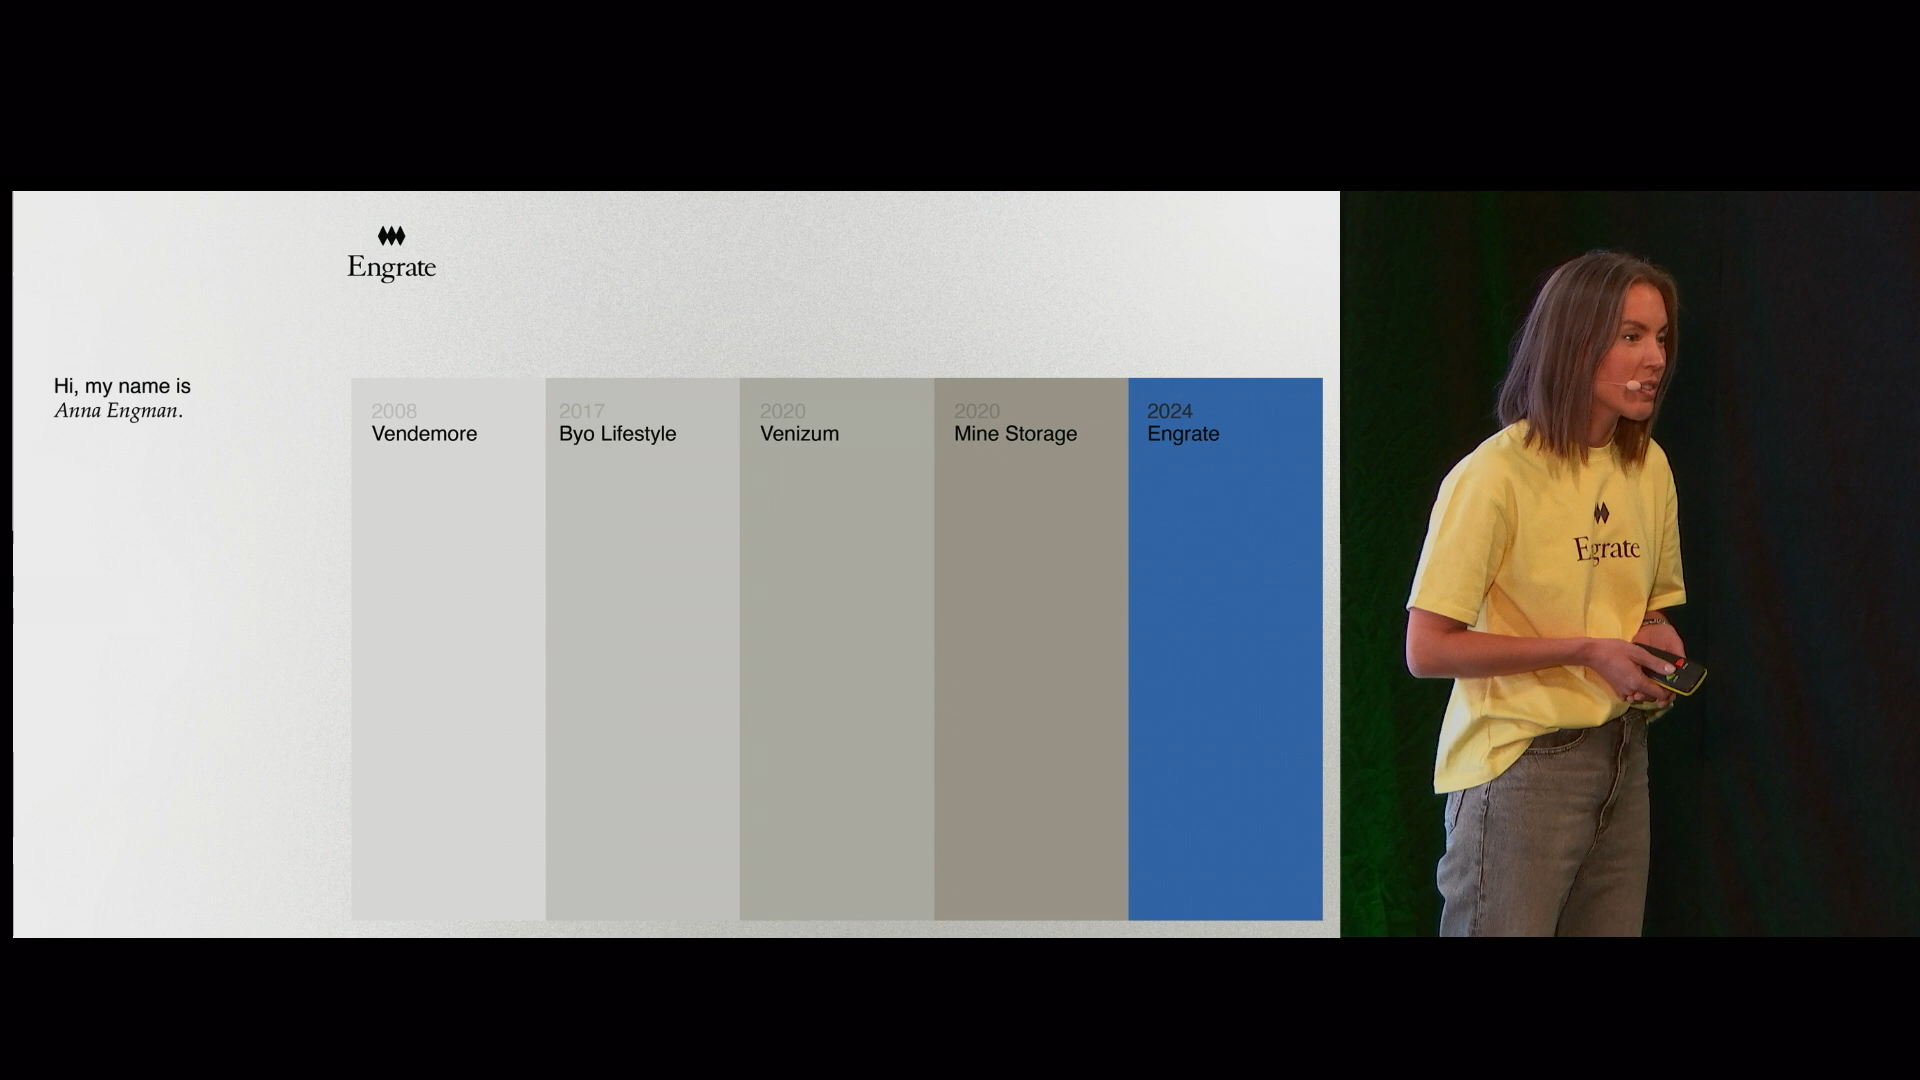 Engrate
Hi, my name is
Anna Engman.
2008
Vendemore
2017
Byo Lifestyle
2020
Venizum
2020
Mine Storage
2024
Engrate
Engrate